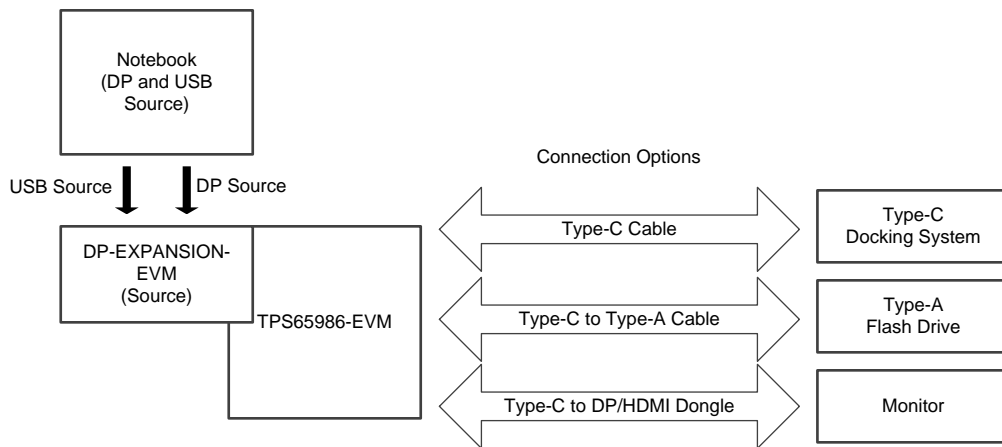 Notebook
(DP and USB
Source)
USB Source
DP Source
Connection Options
DP-EXPANSION-
EVM
(Source)
TPS65986-EVM
Type-C Cable
Type-C
Docking System
Type-C to Type-A Cable
Type-A
Flash Drive
Type-C to DP/HDMI Dongle
Monitor